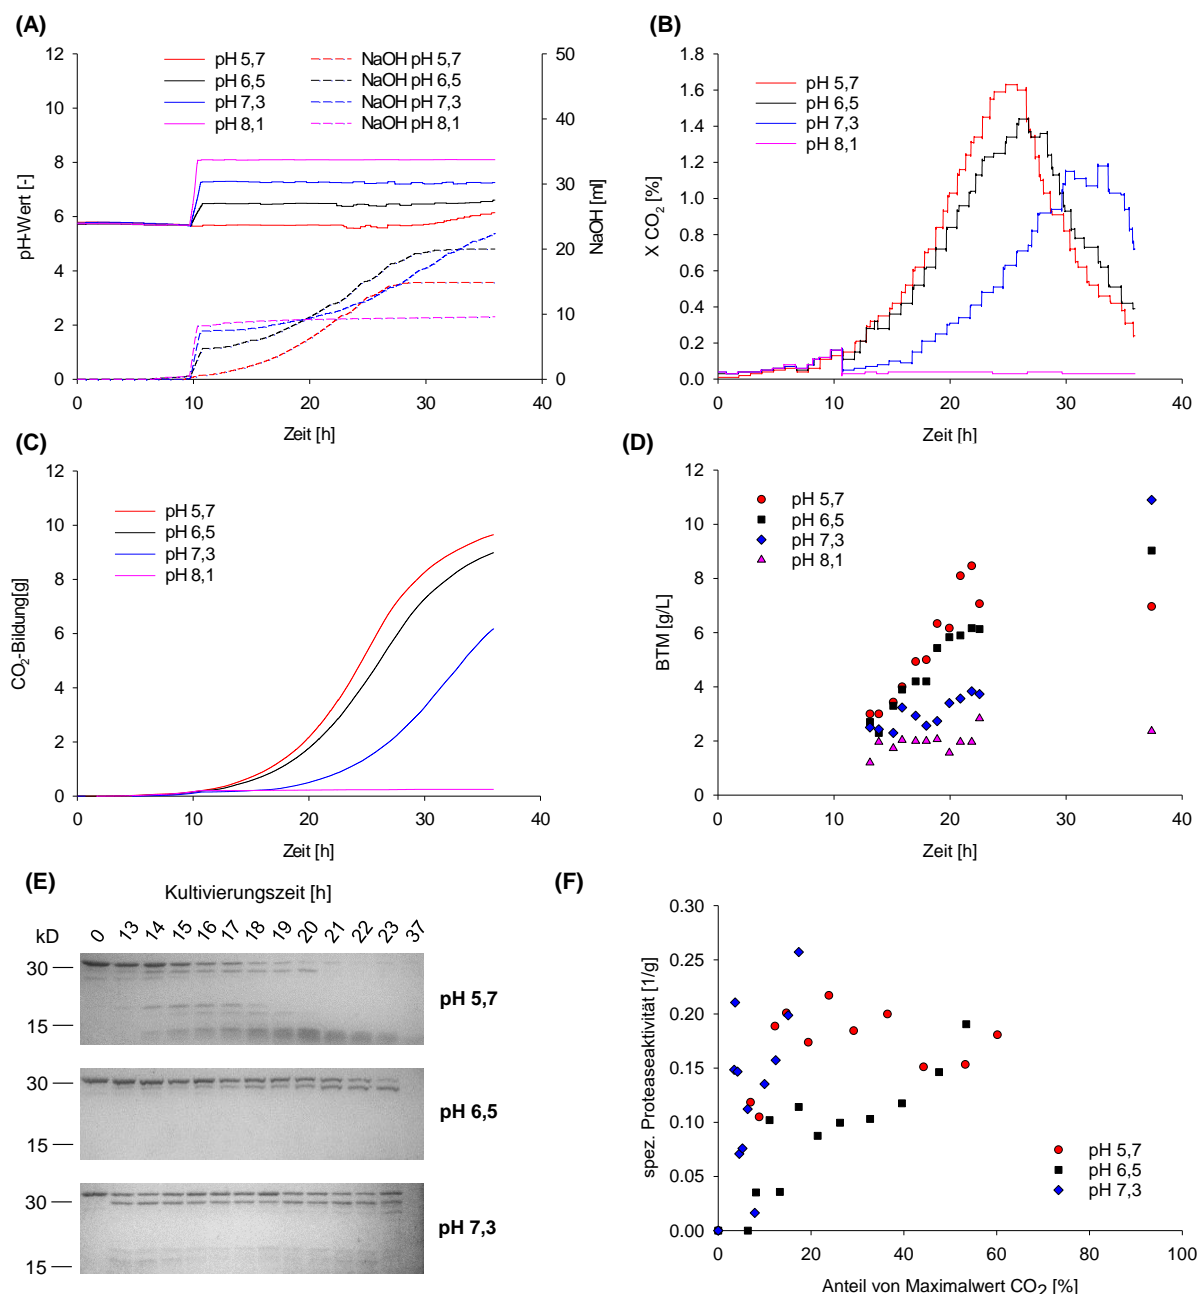 (A)
12
10
8
6
4
2
0
pH-Wert [-]
pH 5,7
pH 6,5
pH 7,3
pH 8,1
NaOH pH 5,7
NaOH pH 6,5
NaOH pH 7,3
NaOH pH 8,1
50
40
30
20
10
0
NaOH [ml]
0 10 20 30 40
Zeit [h]
(B)
1.8
1.6
1.4
1.2
1.0
0.8
0.6
0.4
0.2
0.0
X CO2 [%]
pH 5,7
pH 6,5
pH 7,3
pH 8,1
0 10 20 30 40
Zeit [h]
(C)
12
10
8
6
4
2
0
CO2-Bildung[g]
pH 5,7
pH 6,5
pH 7,3
pH 8,1
0 10 20 30 40
Zeit [h]
(D)
12
10
8
6
4
2
0
BTM [g/L]
pH 5,7
pH 6,5
pH 7,3
pH 8,1
0 10 20 30 40
Zeit [h]
(E)
Kultivierungszeit [h]
kD 0 13 14 15 16 17 18 19 20 21 22 23 37
30
15
pH 5,7
30
15
pH 6,5
30
15
pH 7,3
(F)
0.30
0.25
0.20
0.15
0.10
0.05
0.00
spez. Proteaseaktivität [1/g]
pH 5,7
pH 6,5
pH 7,3
0 20 40 60 80 100
Anteil von Maximalwert CO2 [%]